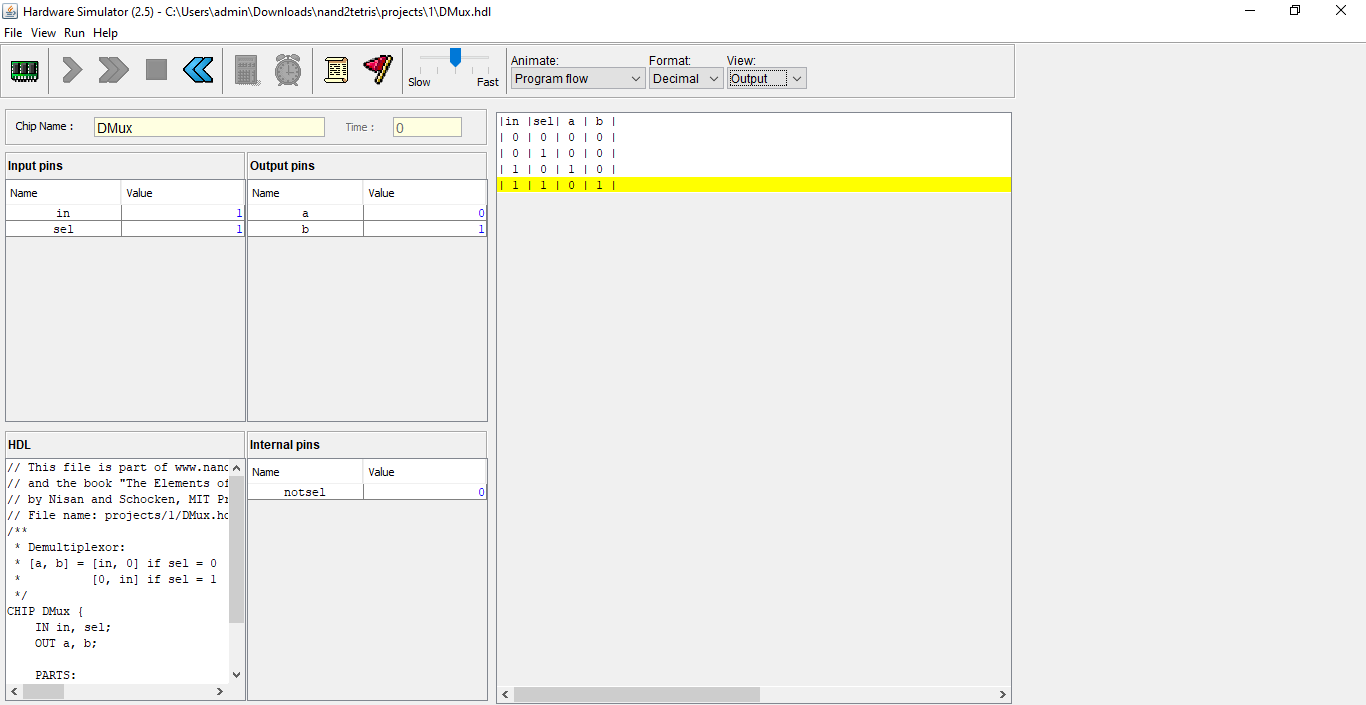 Hardware Simulator (2.5) - C:\Users\admin\Downloads\nand2tetris\projects\1\DMux.hdl
File View Run Help
Slow Fast
Animate: Format: View:
Program flow Decimal Output
Chip Name : DMux Time : 0
Input pins
Name Value
in 1
sel 1
Output pins
Name Value
a 0
b 1
HDL
// This file is part of www.nand
// and the book "The Elements of
// by Nisan and Schocken, MIT Pr
// File name: projects/1/DMux.hd
/**
* Demultiplexor:
* [a, b] = [in, 0] if sel = 0
* [0, in] if sel = 1
*/
CHIP DMux {
IN in, sel;
OUT a, b;
PARTS:
Internal pins
Name Value
notsel 0
|in |sel| a | b |
| 0 | 0 | 0 | 0 |
| 0 | 1 | 0 | 0 |
| 1 | 0 | 1 | 0 |
| 1 | 1 | 0 | 1 |